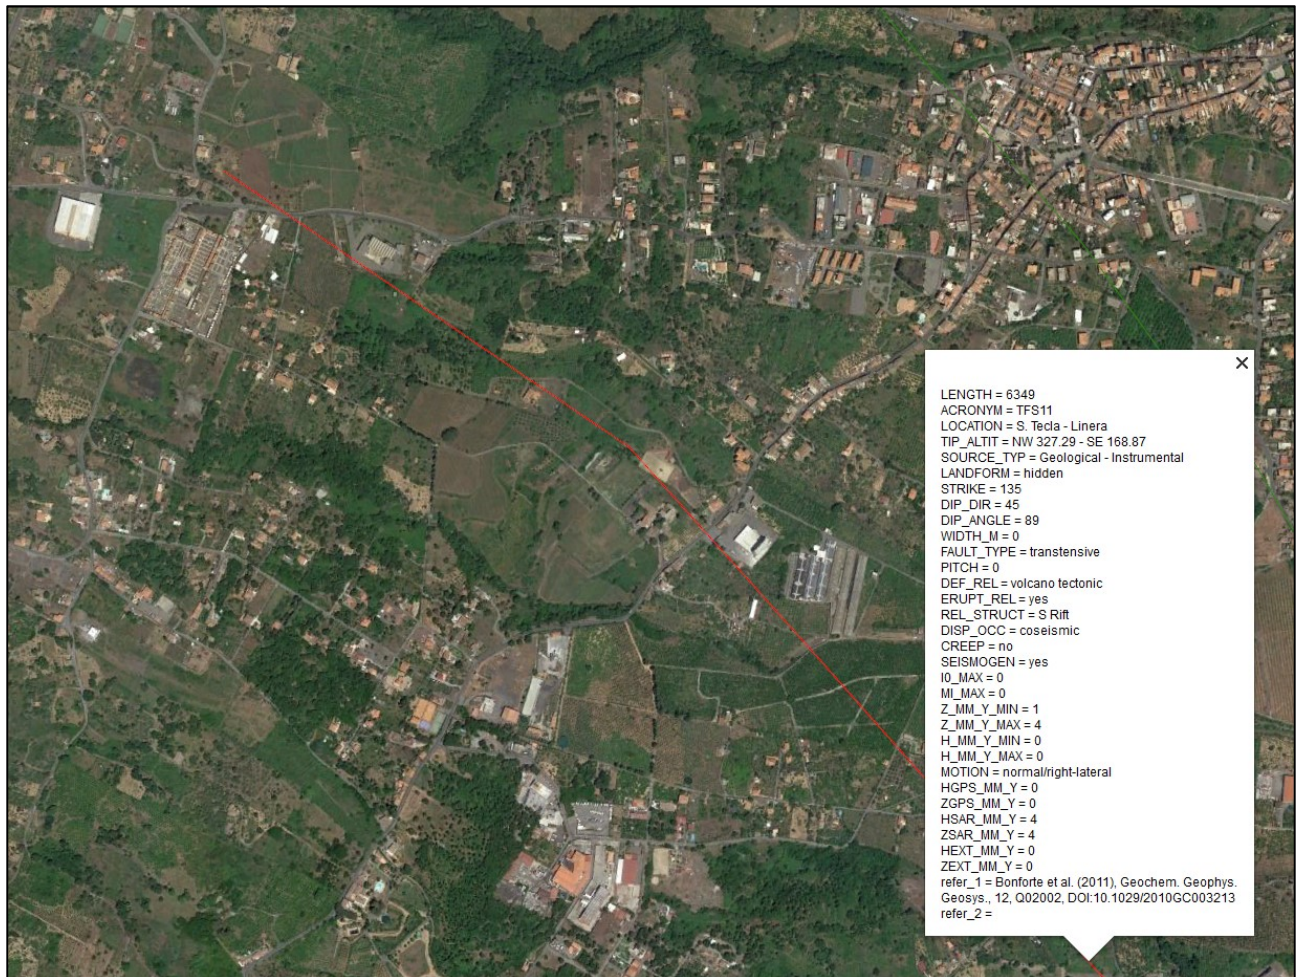 LENGTH = 6349
ACRONYM = TFS11
LOCATION = S. Tecla - Linera
TIP_ALTIT = NW 327.29 - SE 168.87
SOURCE_TYP = Geological - Instrumental
LANDFORM = hidden
STRIKE = 135
DIP_DIR = 45
DIP_ANGLE = 89
WIDTH_M = 0
FAULT_TYPE = transtensive
PITCH = 0
DEF_REL = volcano tectonic
ERUPT_REL = yes
REL_STRUCT = S Rift
DISP_OCC = coseismic
CREEP = no
SEISMOGEN = yes
I0_MAX = 0
MI_MAX = 0
Z_MM_Y_MIN = 1
Z_MM_Y_MAX = 4
H_MM_Y_MIN = 0
H_MM_Y_MAX = 0
MOTION = normal/right-lateral
HGPS_MM_Y = 0
ZGPS_MM_Y = 0
HSAR_MM_Y = 4
ZSAR_MM_Y = 4
HEXT_MM_Y = 0
ZEXT_MM_Y = 0
refer_1 = Bonforte et al. (2011), Geochem. Geophys.
Geosys., 12, Q02002, DOI:10.1029/2010GC003213
refer_2 =